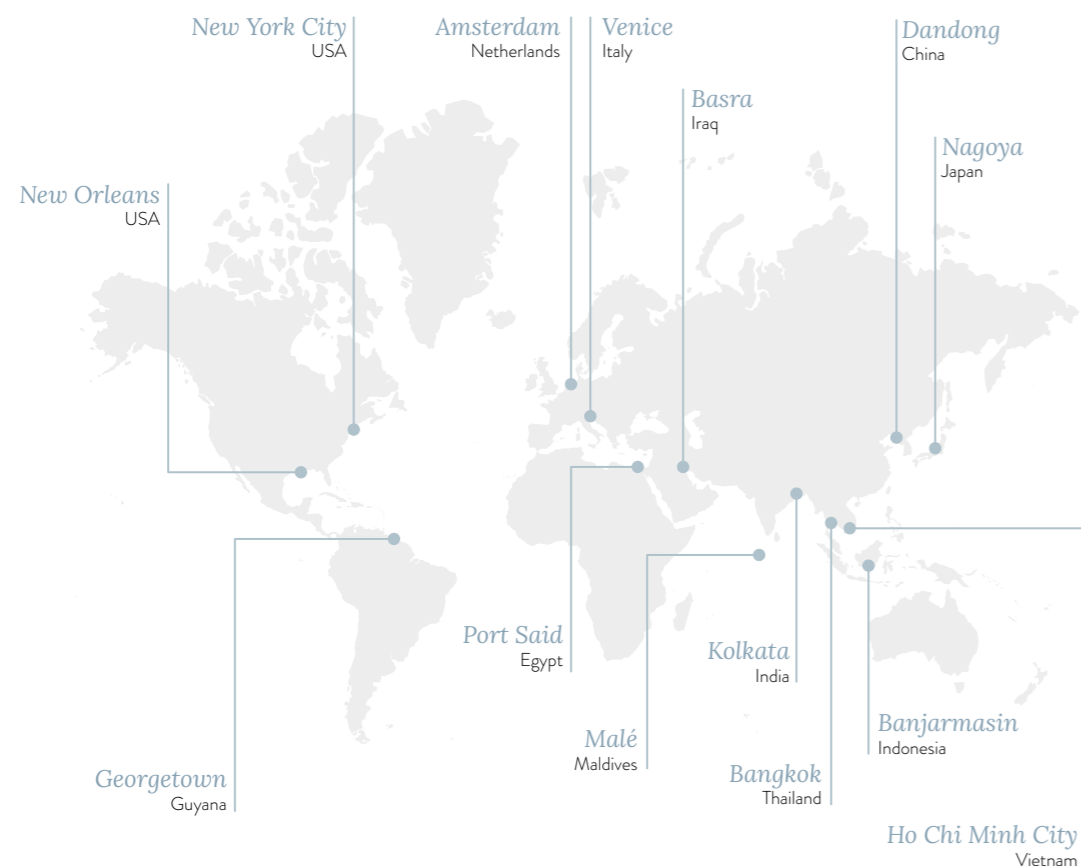 New York City
USA
Amsterdam
Netherlands
Venice
Italy
Dandong
China
Basra
Iraq
Nagoya
Japan
New Orleans
USA
Port Said
Egypt
Kolkata
India
Malé
Maldives
Banjarmasin
Indonesia
Bangkok
Thailand
Georgetown
Guyana
Ho Chi Minh City
Vietnam